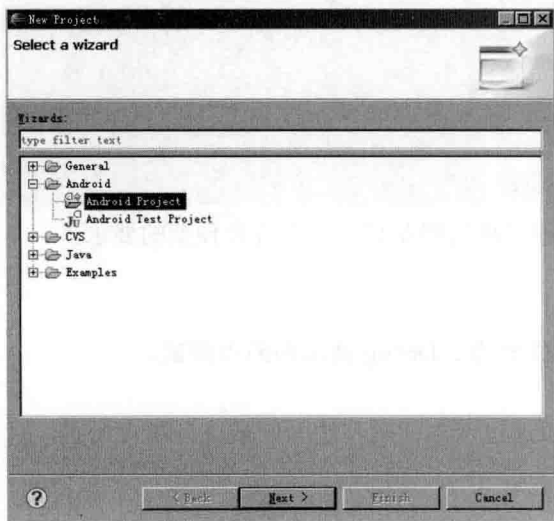 New Project
Select a wizard
Wizards:
type filter text
General
Android
Android Project
Android Test Project
CVS
Java
Examples
< Back
Next >
Finish
Cancel